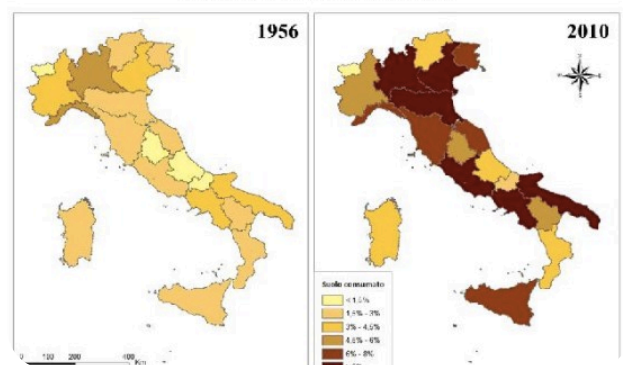 1956
2010
Suolo consumato
< 1,5%
1,5% - 3%
3% - 4,5%
4,5% - 6%
6% - 8%
0 100 200 400
Km